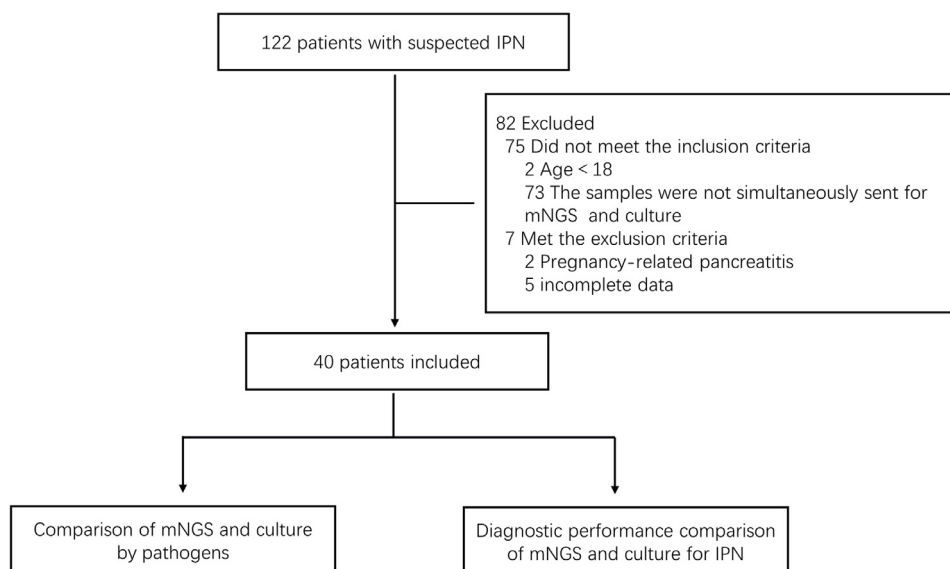 122 patients with suspected IPN
82 Excluded
75 Did not meet the inclusion criteria
2 Age < 18
73 The samples were not simultaneously sent for
mNGS and culture
7 Met the exclusion criteria
2 Pregnancy-related pancreatitis
5 incomplete data
40 patients included
Comparison of mNGS and culture
by pathogens
Diagnostic performance comparison
of mNGS and culture for IPN